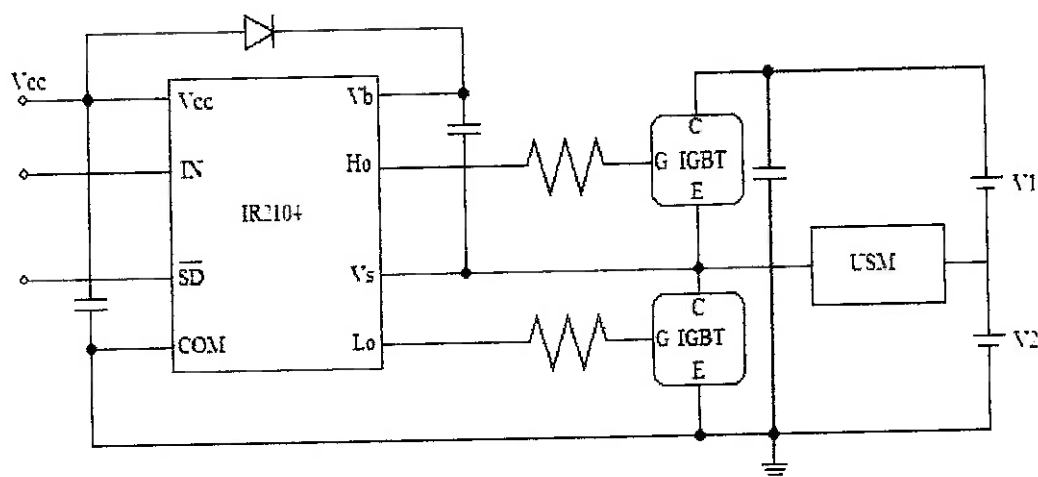 Vcc
Vcc
IN
SD
COM
IR2104
Vb
Ho
Vs
Lo
C
G IGBT
E
C
G IGBT
E
USM
V1
V2